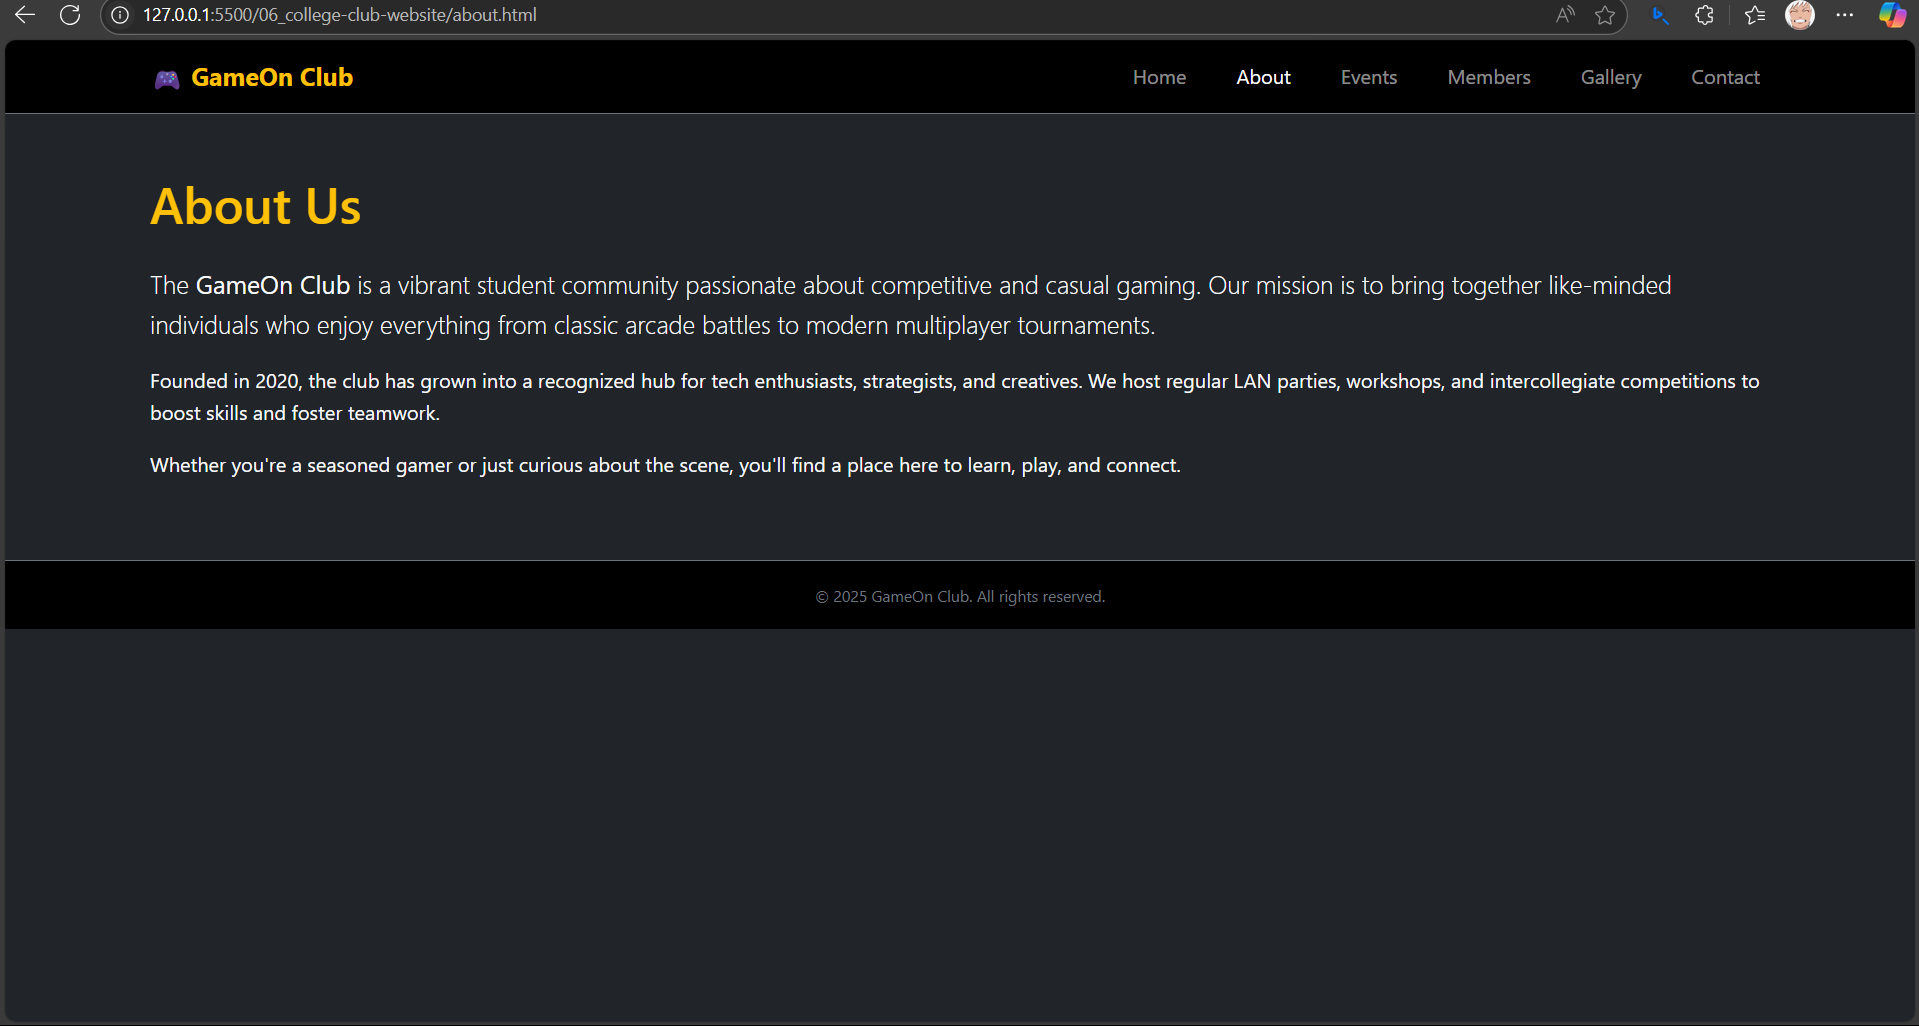 127.0.0.1:5500/06_college-club-website/about.html
🎮 GameOn Club
Home About Events Members Gallery Contact
About Us
The GameOn Club is a vibrant student community passionate about competitive and casual gaming. Our mission is to bring together like-minded
individuals who enjoy everything from classic arcade battles to modern multiplayer tournaments.
Founded in 2020, the club has grown into a recognized hub for tech enthusiasts, strategists, and creatives. We host regular LAN parties, workshops, and intercollegiate competitions to
boost skills and foster teamwork.
Whether you're a seasoned gamer or just curious about the scene, you'll find a place here to learn, play, and connect.
© 2025 GameOn Club. All rights reserved.